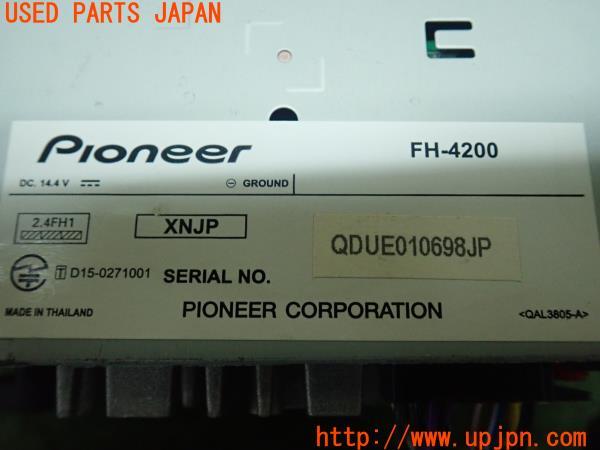 USED PARTS JAPAN
Pioneer
FH-4200
DC. 14.4 V
GROUND
2.4FH1
XNJP
QDUE010698JP
T D15-0271001
SERIAL NO.
MADE IN THAILAND
PIONEER CORPORATION
<QAL3805-A>
http://www.upjpn.com/